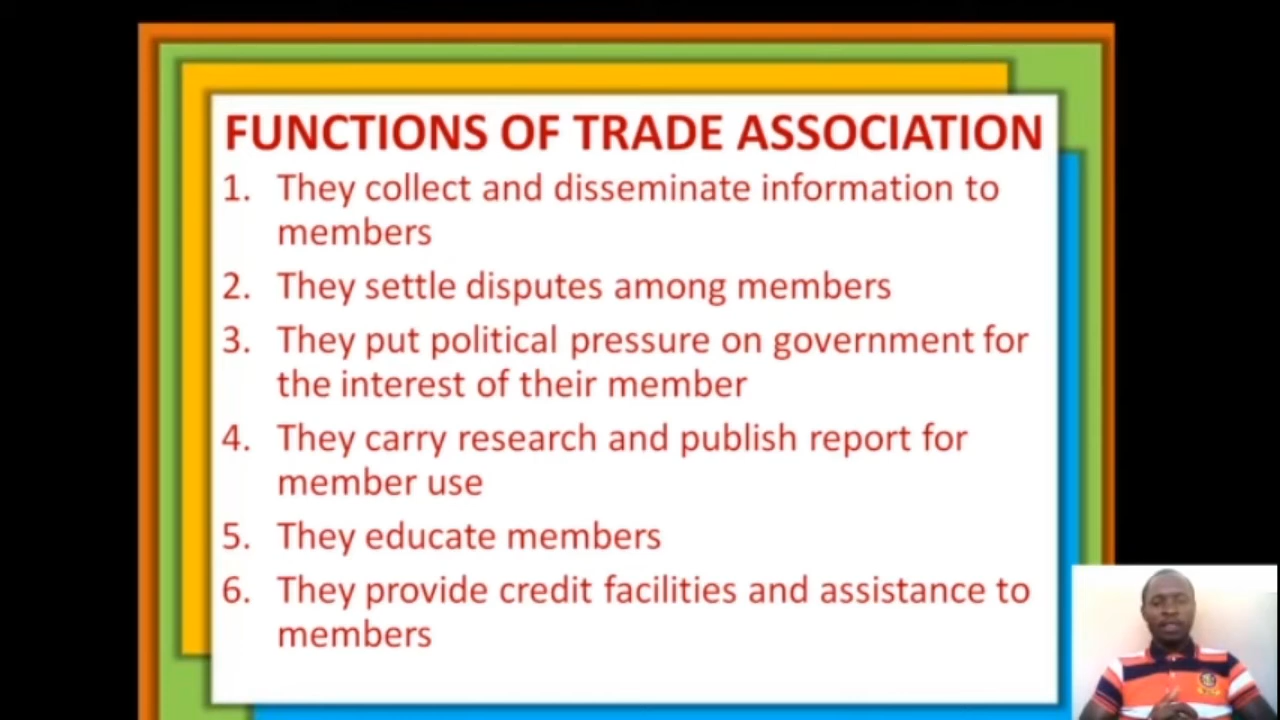 FUNCTIONS OF TRADE ASSOCIATION
1. They collect and disseminate information to
members
2. They settle disputes among members
3. They put political pressure on government for
the interest of their member
4. They carry research and publish report for
member use
5. They educate members
6. They provide credit facilities and assistance to
members